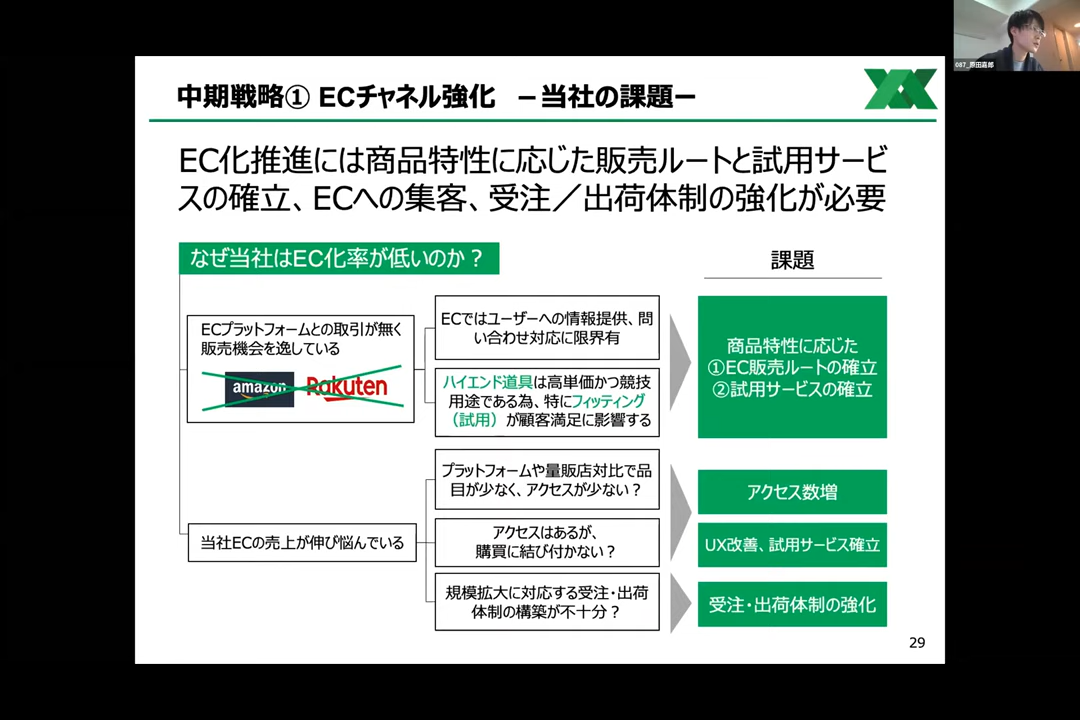 087_原田嘉郎
中期戦略① ECチャネル強化 －当社の課題－
EC化推進には商品特性に応じた販売ルートと試用サービ
スの確立、ECへの集客、受注／出荷体制の強化が必要
なぜ当社はEC化率が低いのか？
課題
ECプラットフォームとの取引が無く
販売機会を逸している
amazon
Rakuten
ECではユーザーへの情報提供、問
い合わせ対応に限界有
ハイエンド道具は高単価かつ競技
用途である為、特にフィッティング
（試用）が顧客満足に影響する
商品特性に応じた
①EC販売ルートの確立
②試用サービスの確立
当社ECの売上が伸び悩んでいる
プラットフォームや量販店対比で品
目が少なく、アクセスが少ない？
アクセス数増
アクセスはあるが、
購買に結び付かない？
UX改善、試用サービス確立
規模拡大に対応する受注・出荷
体制の構築が不十分？
受注・出荷体制の強化
29